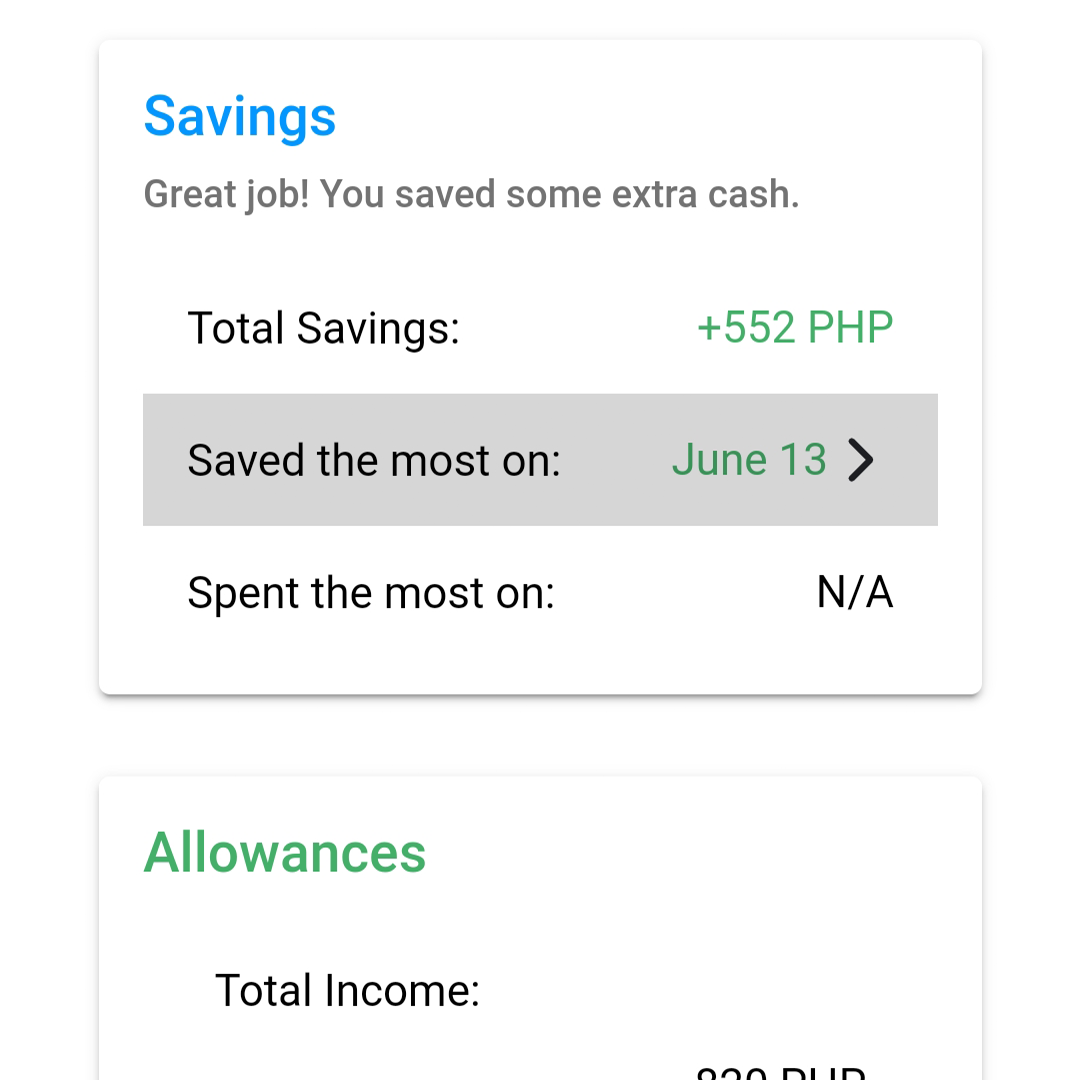 Savings
Great job! You saved some extra cash.
Total Savings: +552 PHP
Saved the most on: June 13
Spent the most on: N/A
Allowances
Total Income:
PHP